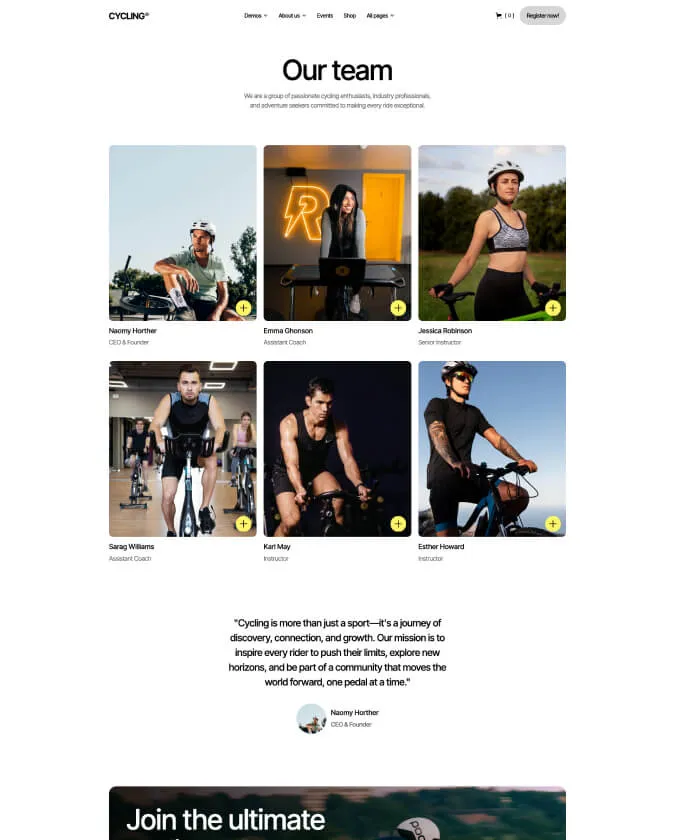 CYCLING®
Demos
About us
Events
Shop
All pages
( 0 )
Register now!
Our team
We are a group of passionate cycling enthusiasts, industry professionals,
and adventure seekers committed to making every ride exceptional.
R
Naomy Horther
CEO & Founder
Emma Ghonson
Assistant Coach
Jessica Robinson
Senior Instructor
Sarag Williams
Assistant Coach
Karl May
Instructor
Esther Howard
Instructor
"Cycling is more than just a sport—it's a journey of
discovery, connection, and growth. Our mission is to
inspire every rider to push their limits, explore new
horizons, and be part of a community that moves the
world forward, one pedal at a time."
Naomy Horther
CEO & Founder
Join the ultimate